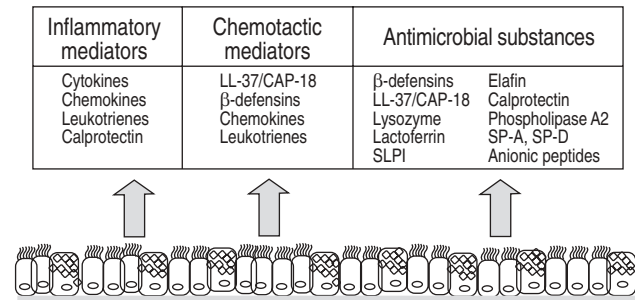 Inflammatory
mediators
Chemotactic
mediators
Antimicrobial substances
Cytokines
Chemokines
Leukotrienes
Calprotectin
LL-37/CAP-18
β-defensins
Chemokines
Leukotrienes
β-defensins
LL-37/CAP-18
Lysozyme
Lactoferrin
SLPI
Elafin
Calprotectin
Phospholipase A2
SP-A, SP-D
Anionic peptides